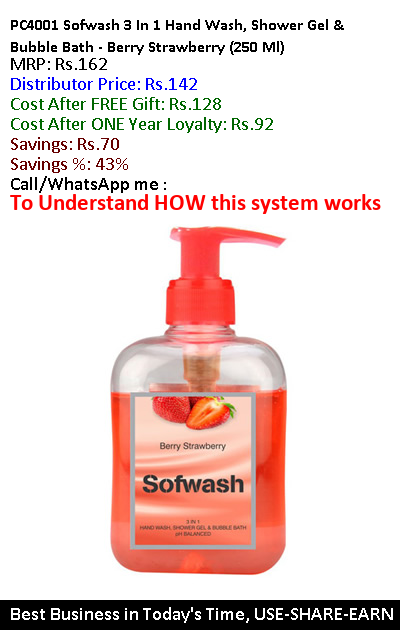 PC4001 Sofwash 3 In 1 Hand Wash, Shower Gel &
Bubble Bath - Berry Strawberry (250 Ml)
MRP: Rs.162
Distributor Price: Rs.142
Cost After FREE Gift: Rs.128
Cost After ONE Year Loyalty: Rs.92
Savings: Rs.70
Savings %: 43%
Call/WhatsApp me :
To Understand HOW this system works
Berry Strawberry
Sofwash
3 IN 1
HAND WASH, SHOWER GEL & BUBBLE BATH
pH BALANCED
Best Business in Today's Time, USE-SHARE-EARN